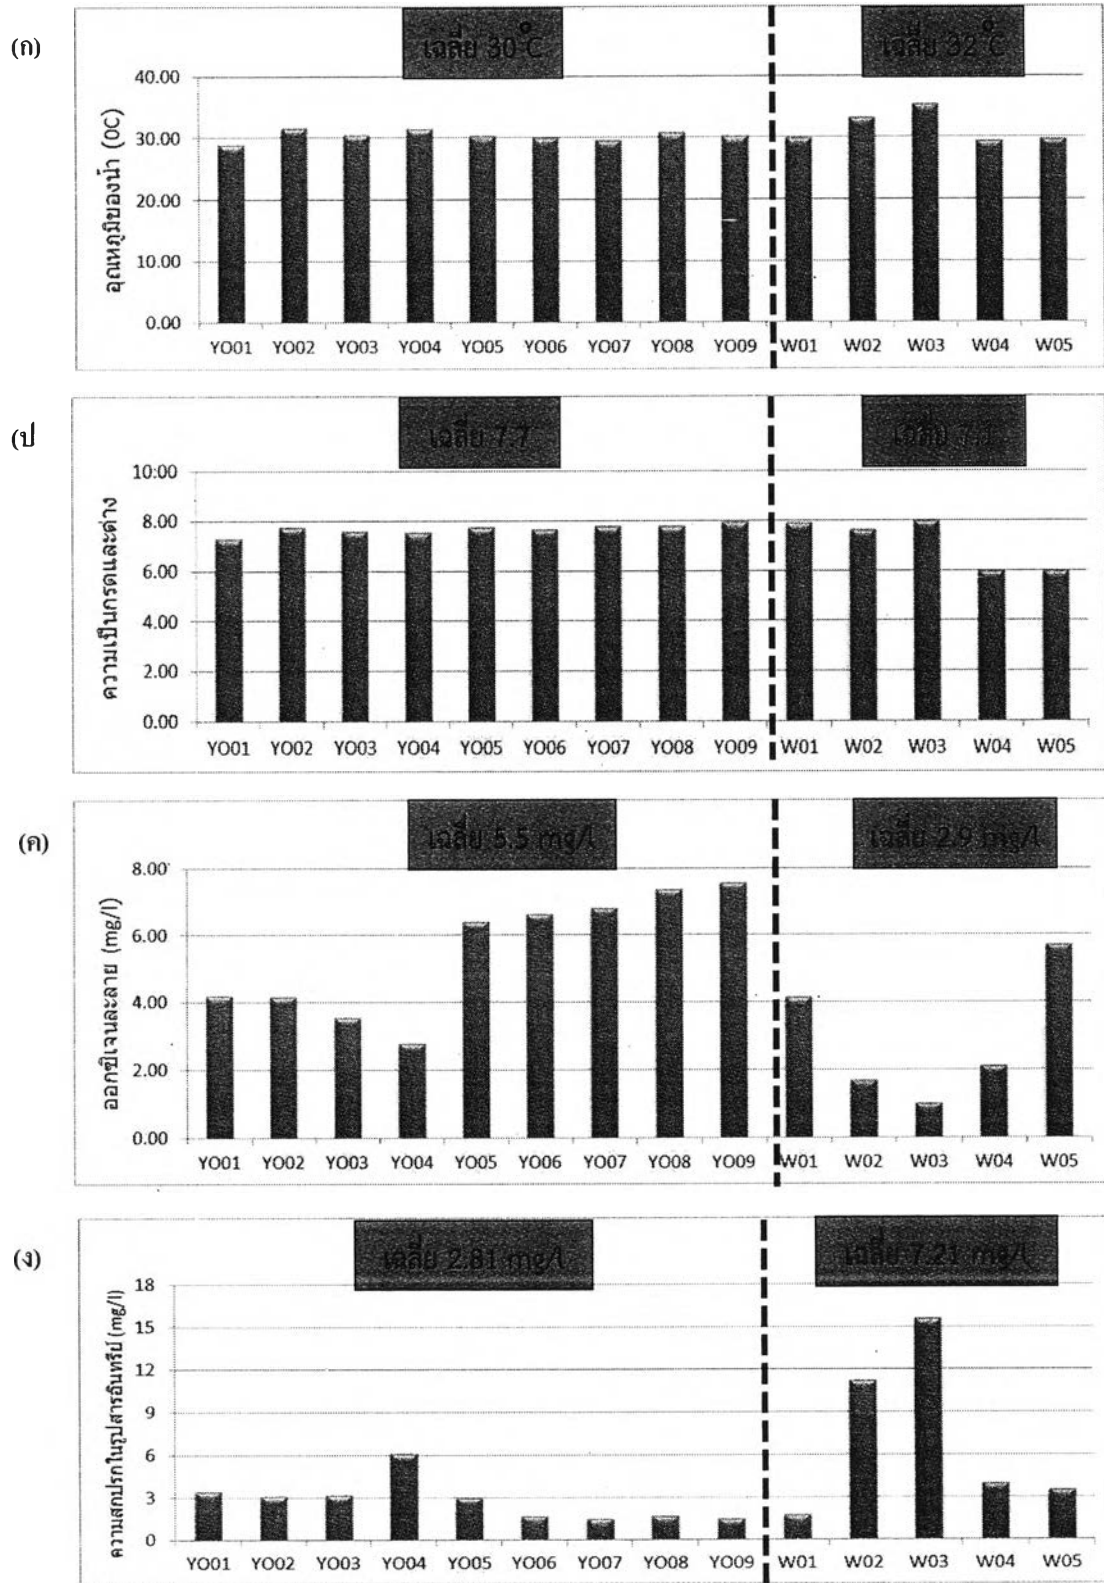 (ก)
เฉลี่ย 30 °C
เฉลี่ย 32 °C
อุณหภูมิของน้ำ (0C)
40.00
30.00
20.00
10.00
0.00
YO01 YO02 YO03 YO04 YO05 YO06 YO07 YO08 YO09 W01 W02 W03 W04 W05
(ป
เฉลี่ย 7.7
เฉลี่ย 7.1
ความเป็นกรดและด่าง
10.00
8.00
6.00
4.00
2.00
0.00
YO01 YO02 YO03 YO04 YO05 YO06 YO07 YO08 YO09 W01 W02 W03 W04 W05
(ค)
เฉลี่ย 5.5 mg/l
เฉลี่ย 2.9 mg/l
ออกซิเจนละลาย (mg/l)
8.00
6.00
4.00
2.00
0.00
YO01 YO02 YO03 YO04 YO05 YO06 YO07 YO08 YO09 W01 W02 W03 W04 W05
(ง)
เฉลี่ย 2.81 mg/l
เฉลี่ย 7.21 mg/l
ความสกปรกในรูปสารอินทรีย์ (mg/l)
18
15
12
9
6
3
0
YO01 YO02 YO03 YO04 YO05 YO06 YO07 YO08 YO09 W01 W02 W03 W04 W05